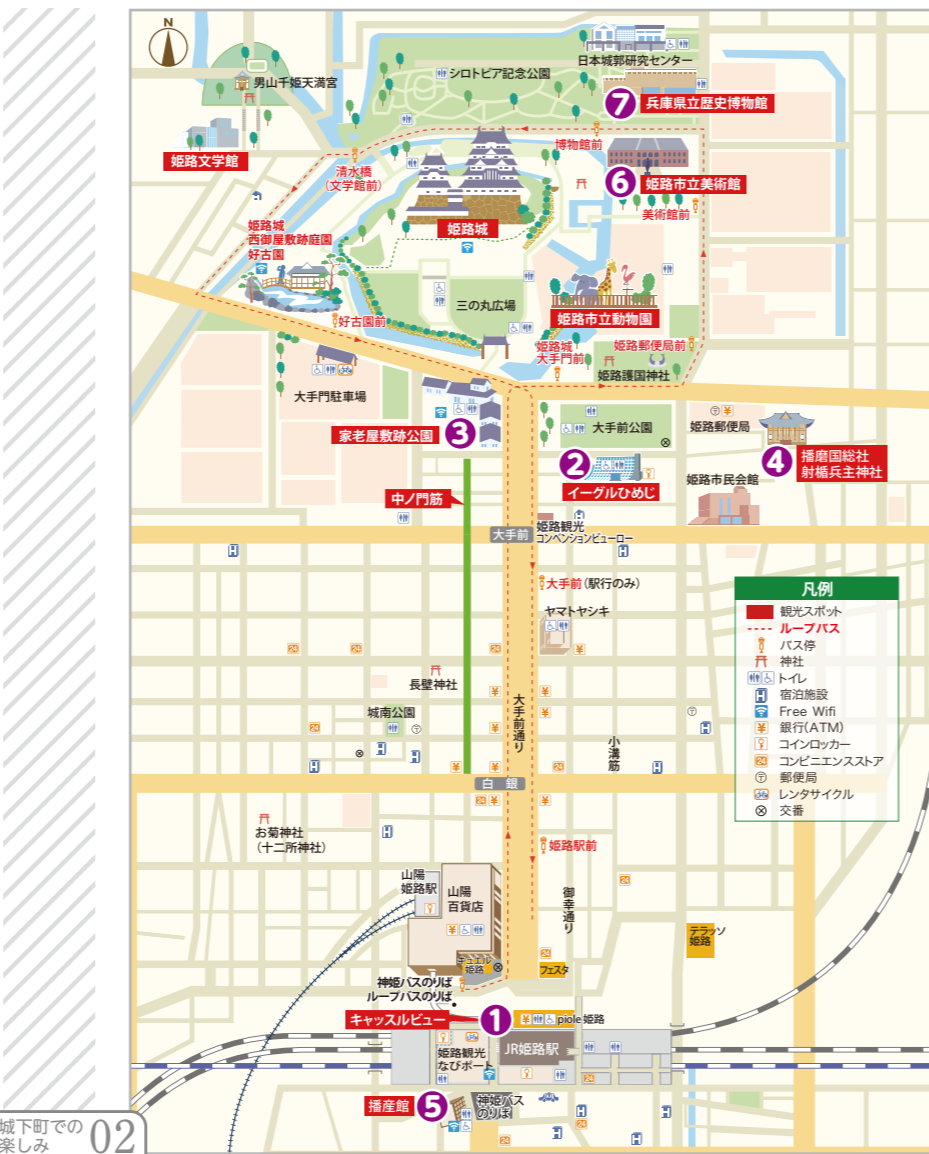 N
日本城郭研究センター
シロトピア記念公園
男山千姫天満宮
7
兵庫県立歴史博物館
博物館前
姫路文学館
清水橋
(文学館前)
6
姫路市立美術館
美術館前
姫路城
姫路城
西御屋敷跡庭園
好古園
三の丸広場
姫路市立動物園
好古園前
姫路城
大手門前
姫路郵便局前
姫路護国神社
大手門駐車場
家老屋敷跡公園
3
大手前公園
姫路郵便局
2
イーグルひめじ
4
播磨国総社
射楯兵主神社
姫路市民会館
中ノ門筋
大手前
姫路観光
コンベンションビューロー
大手前(駅行のみ)
ヤマトヤシキ
長壁神社
城南公園
大手前通り
小溝筋
白銀
お菊神社
(十二所神社)
姫路駅前
山陽
姫路駅
山陽
百貨店
御幸通り
テラッソ
姫路
キュエル
姫路
フェスタ
神姫バスのりば
ループバスのりば
キャッスルビュー
1
piole姫路
姫路観光
なびポート
JR姫路駅
播産館
5
神姫バス
のりば
凡例
観光スポット
ループバス
バス停
神社
トイレ
宿泊施設
Free Wifi
銀行(ATM)
コインロッカー
コンビニエンスストア
郵便局
レンタサイクル
交番
城下町での
楽しみ
02